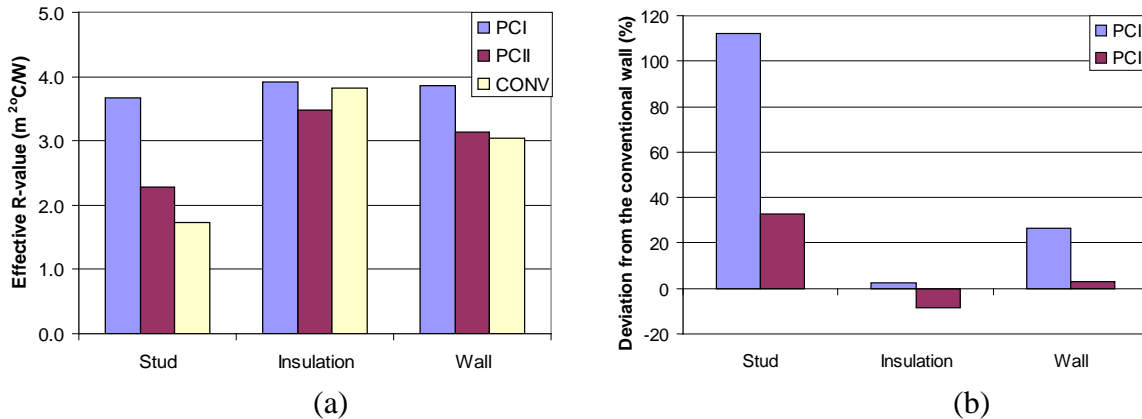 5.0
4.0
3.0
2.0
1.0
0.0
Effective R-value (m ²ºC/W)
PCI
PCII
CONV
Stud Insulation Wall
(a)
120
100
80
60
40
20
0
-20
Deviation from the conventional wall (%)
PCI
PCI
Stud Insulation Wall
(b)